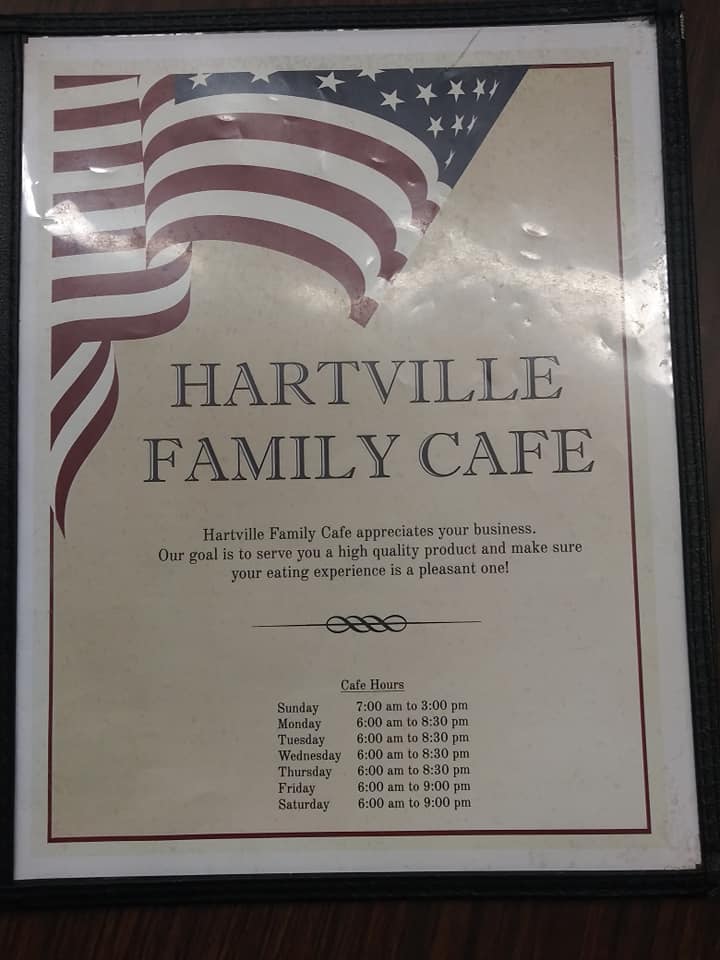 HARTVILLE
FAMILY CAFE
Hartville Family Cafe appreciates your business.
Our goal is to serve you a high quality product and make sure
your eating experience is a pleasant one!
Cafe Hours
Sunday 7:00 am to 3:00 pm
Monday 6:00 am to 8:30 pm
Tuesday 6:00 am to 8:30 pm
Wednesday 6:00 am to 8:30 pm
Thursday 6:00 am to 8:30 pm
Friday 6:00 am to 9:00 pm
Saturday 6:00 am to 9:00 pm